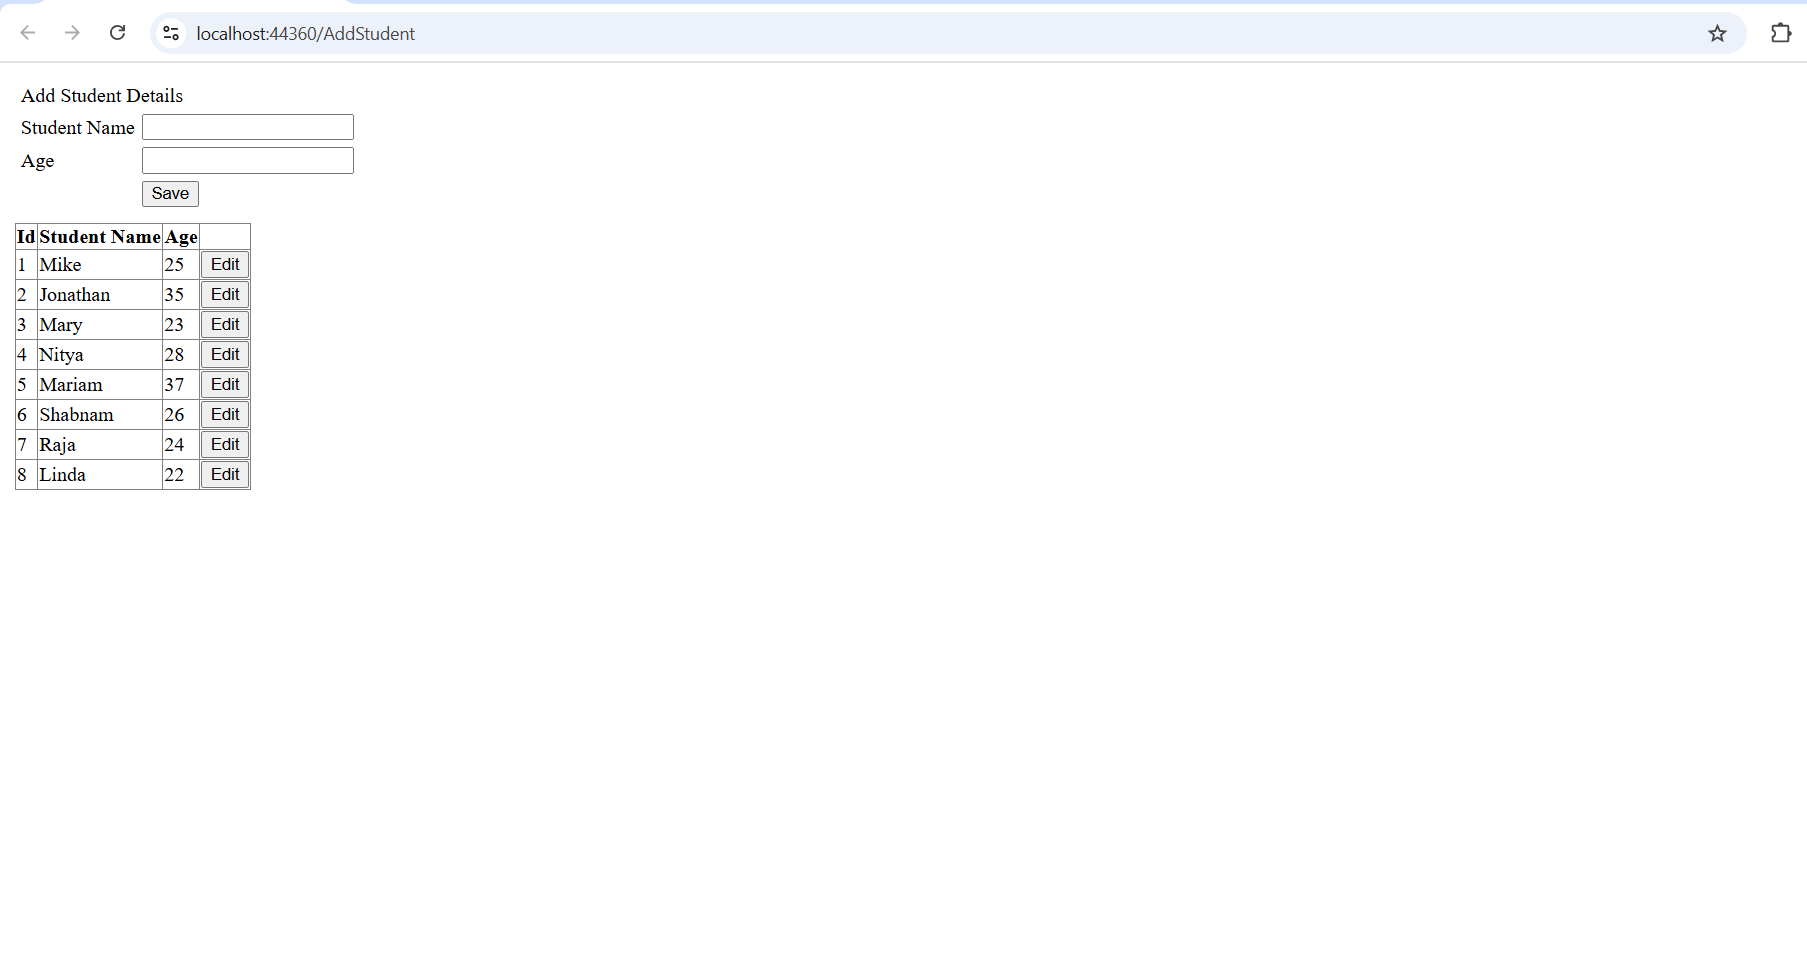 localhost:44360/AddStudent
Add Student Details
Student Name
Age
Save
Id Student Name Age
1 Mike 25 Edit
2 Jonathan 35 Edit
3 Mary 23 Edit
4 Nitya 28 Edit
5 Mariam 37 Edit
6 Shabnam 26 Edit
7 Raja 24 Edit
8 Linda 22 Edit